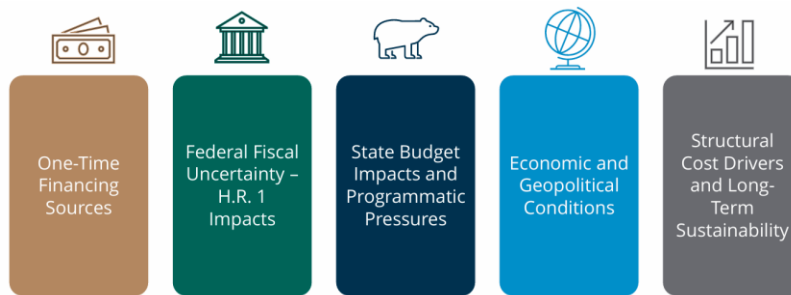 One-Time
Financing
Sources
Federal Fiscal
Uncertainty –
H.R. 1
Impacts
State Budget
Impacts and
Programmatic
Pressures
Economic and
Geopolitical
Conditions
Structural
Cost Drivers
and Long-
Term
Sustainability